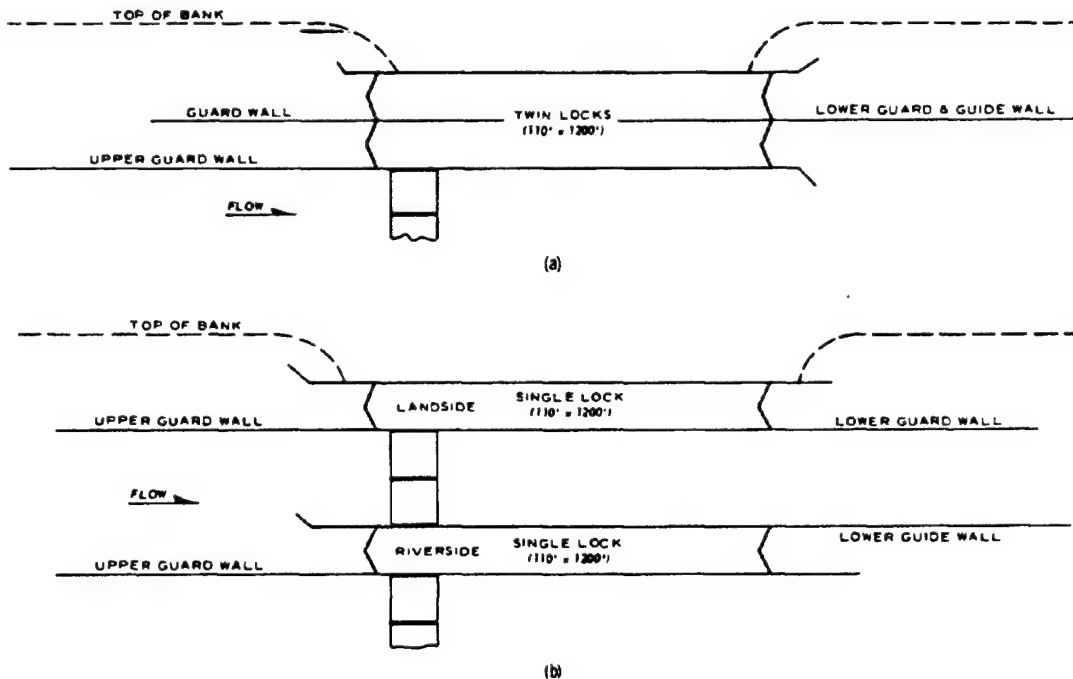 TOP OF BANK
GUARD WALL
TWIN LOCKS
(110' x 1200')
LOWER GUARD & GUIDE WALL
UPPER GUARD WALL
FLOW
(a)
TOP OF BANK
LANDSIDE
SINGLE LOCK
(110' x 1200')
UPPER GUARD WALL
LOWER GUARD WALL
FLOW
RIVERSIDE
SINGLE LOCK
(110' x 1200')
LOWER GUIDE WALL
UPPER GUARD WALL
(b)